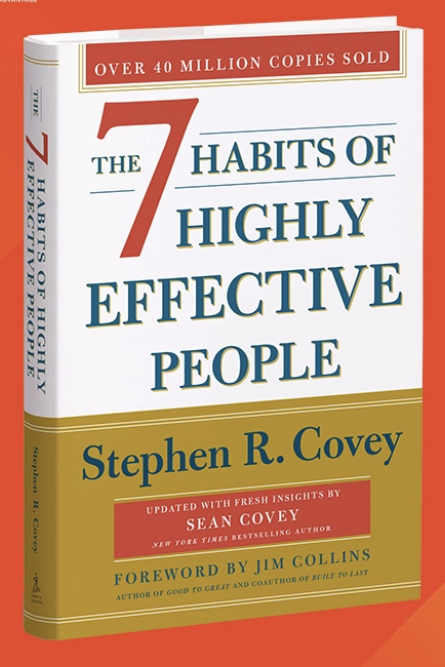 OVER 40 MILLION COPIES SOLD
THE 7 HABITS OF
HIGHLY
EFFECTIVE
PEOPLE
Stephen R. Covey
UPDATED WITH FRESH INSIGHTS BY
SEAN COVEY
NEW YORK TIMES BESTSELLING AUTHOR
FOREWORD BY JIM COLLINS
AUTHOR OF GOOD TO GREAT AND COAUTHOR OF BUILT TO LAST
THE 7 HABITS OF HIGHLY
EFFECTIVE PEOPLE
Stephen R. Covey